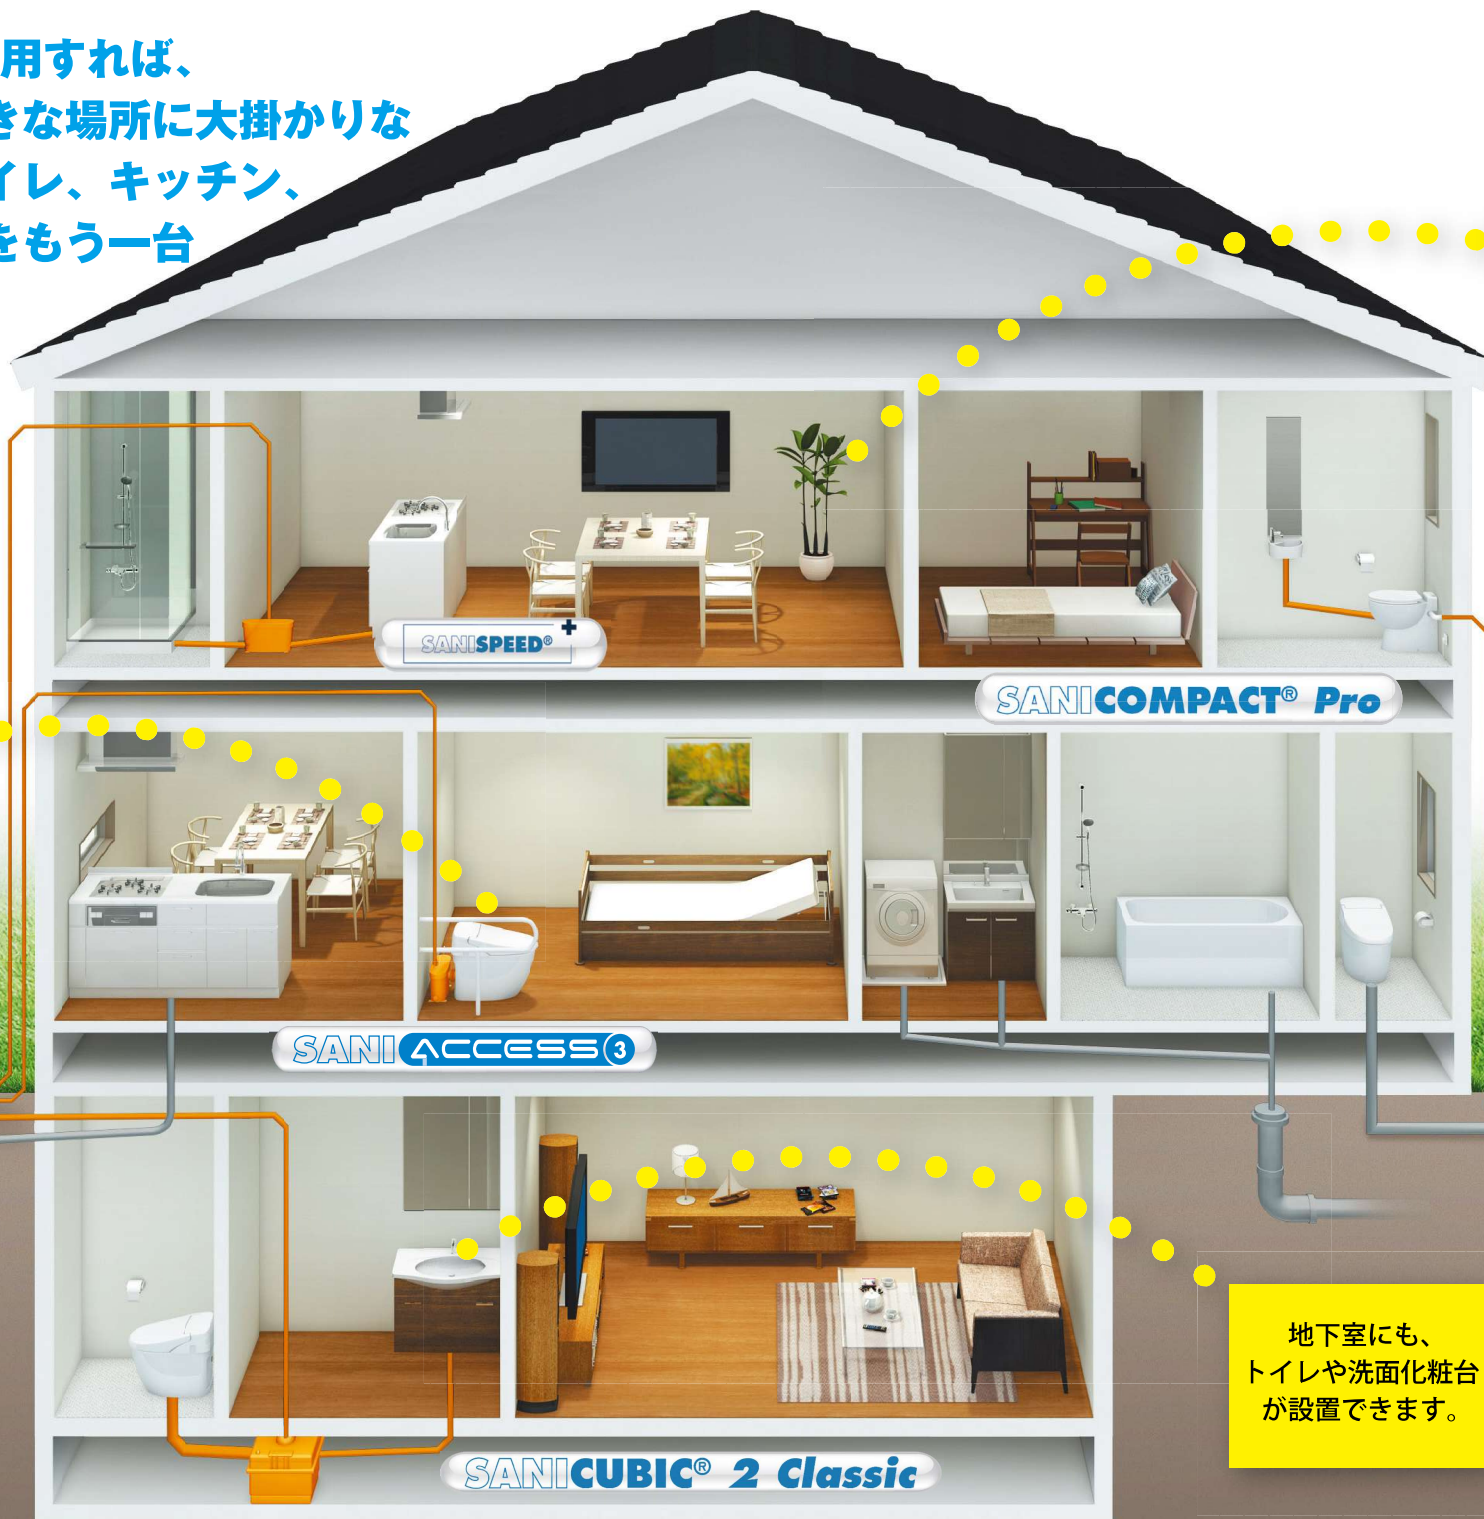 用すれば、
きな場所に大掛かりな
イレ、キッチン、
をもう一台
SANISPEED® +
SANICOMPACT® Pro
SANIACCESS 3
SANICUBIC® 2 Classic
地下室にも、
トイレや洗面化粧台
が設置できます。